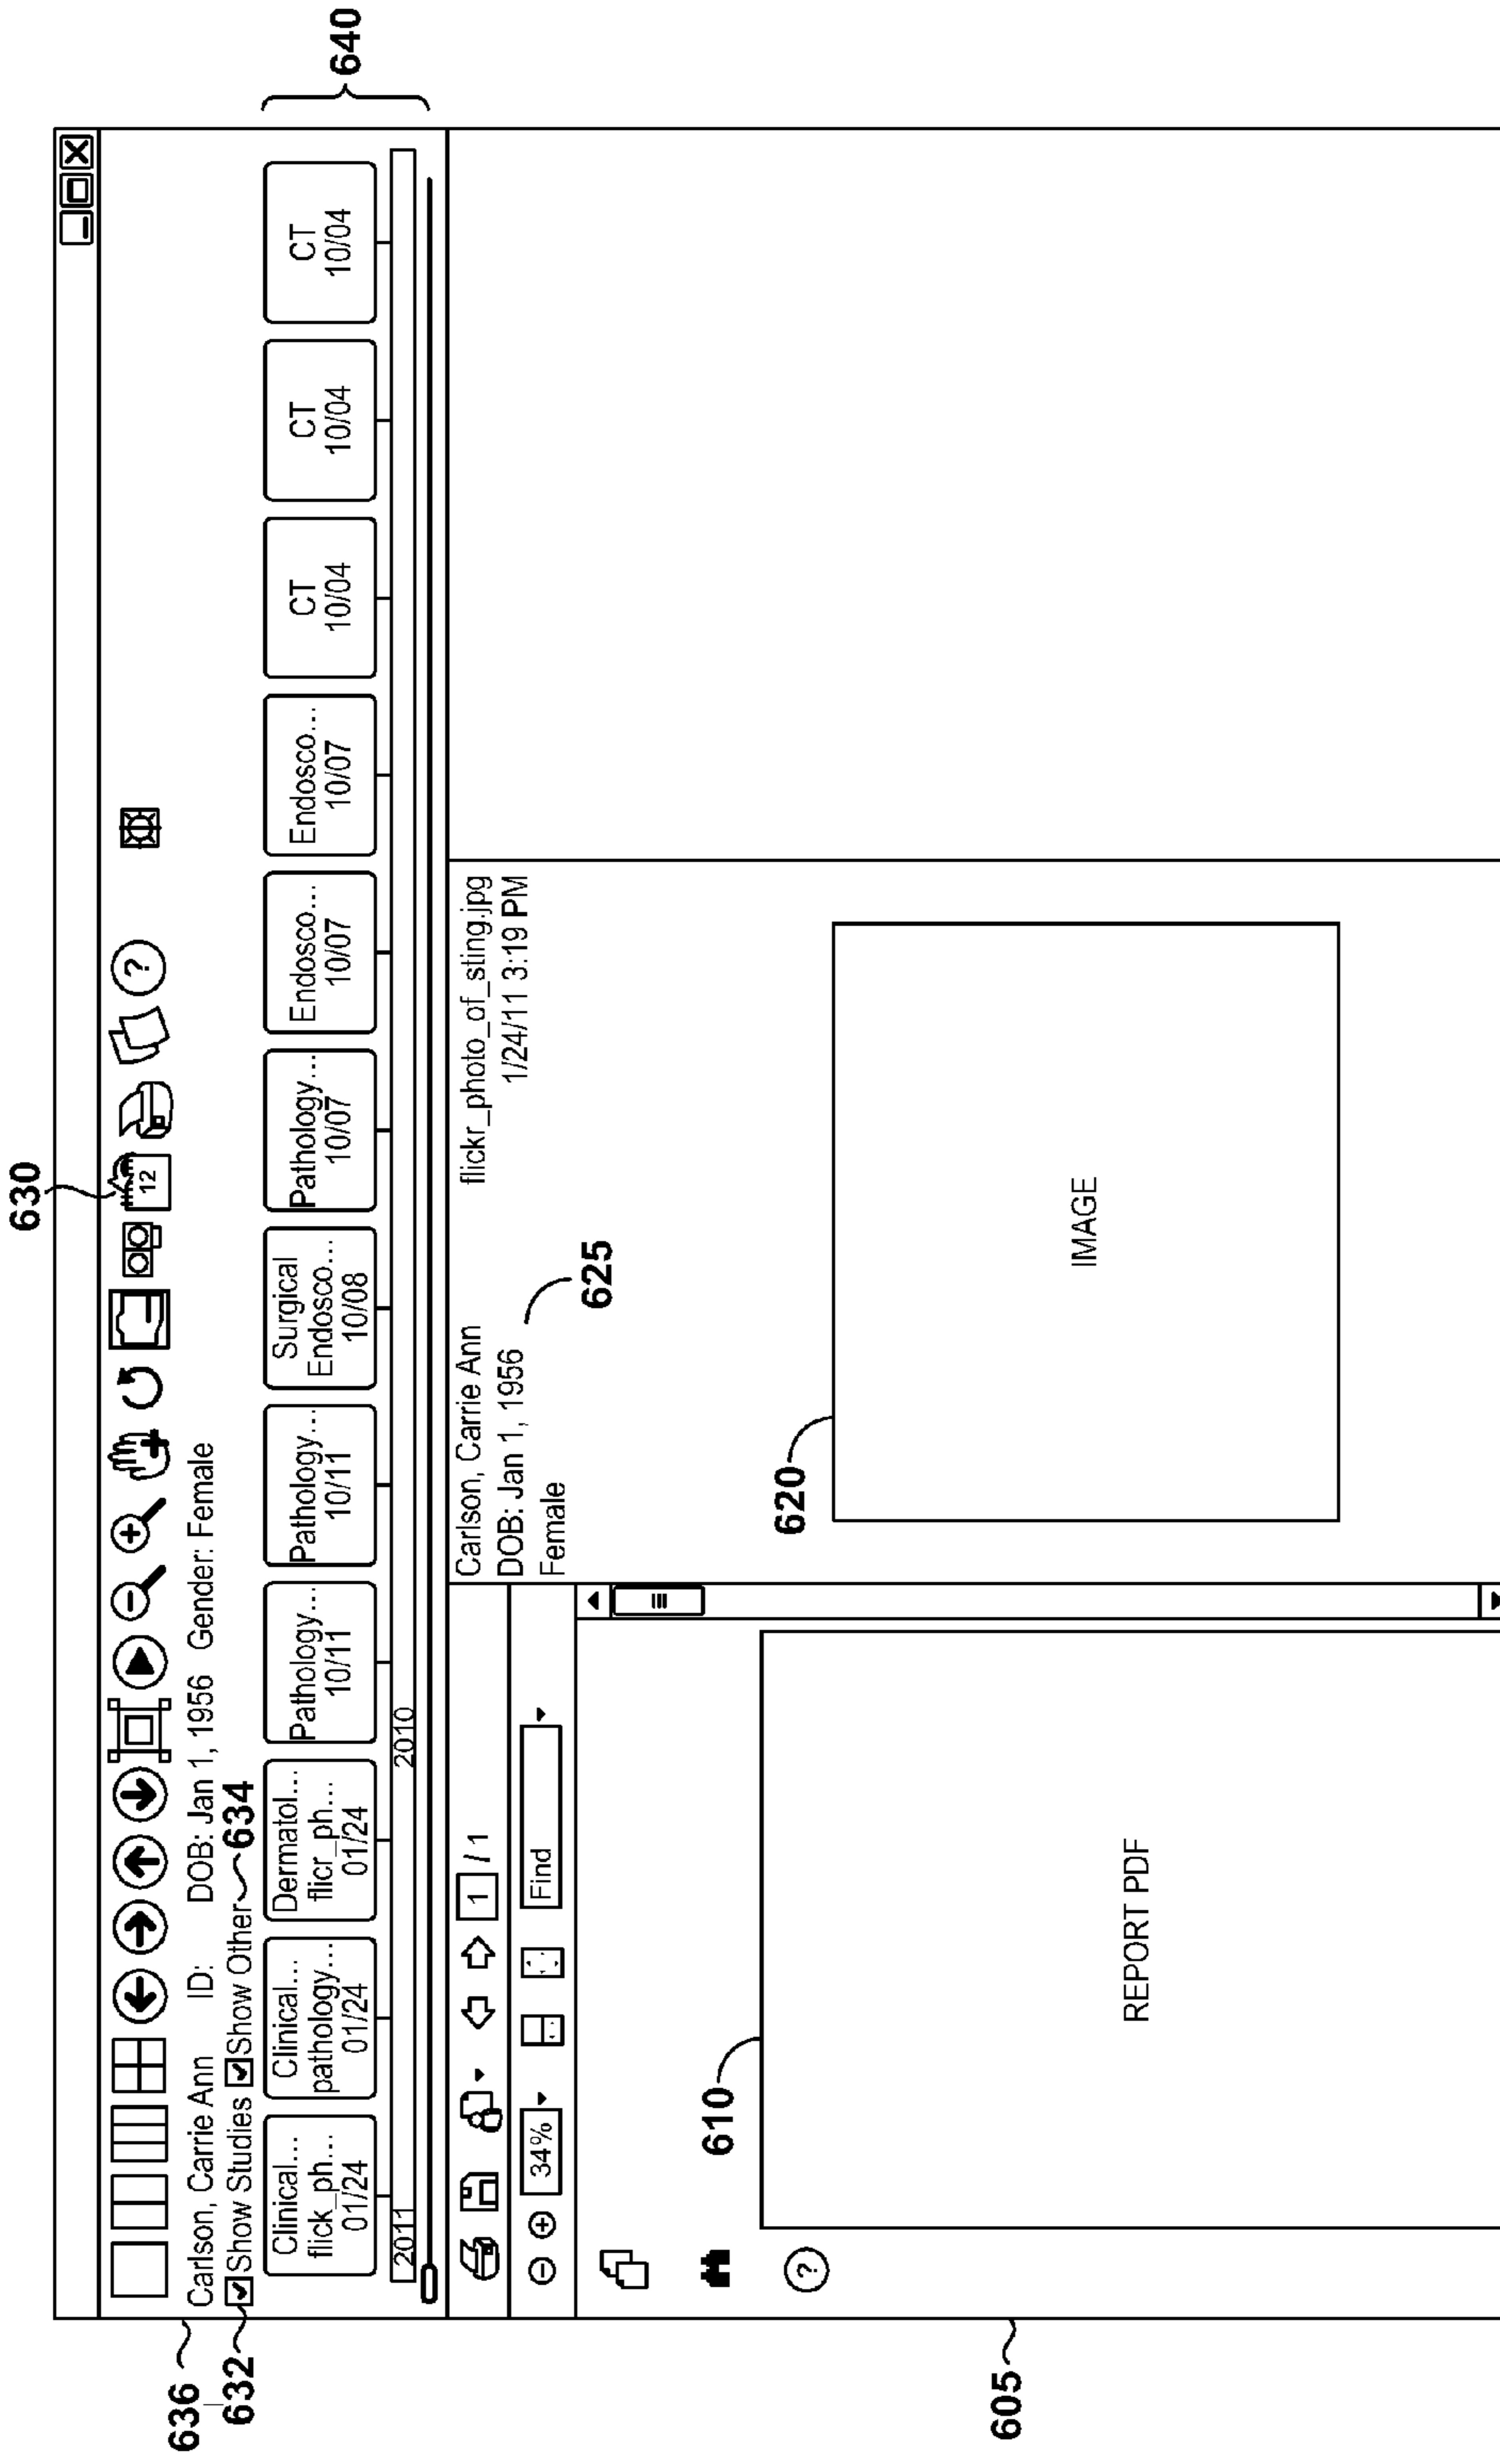 630
12
636
Carlson, Carrie Ann ID: DOB: Jan 1, 1956 Gender: Female
632
Show Studies Show Other
634
640
Clinical...
flick_ph...
01/24
Clinical...
pathology...
01/24
Dermatol...
flicr_ph...
01/24
Pathology...
10/11
Pathology...
10/11
Surgical
Endosco...
10/08
Pathology...
10/07
Endosco...
10/07
Endosco...
10/07
CT
10/04
CT
10/04
CT
10/04
2011
2010
1 / 1
34%
Find
Carlson, Carrie Ann
DOB: Jan 1, 1956
Female
625
flickr_photo_of_sting.jpg
1/24/11 3:19 PM
610
REPORT PDF
620
IMAGE
605